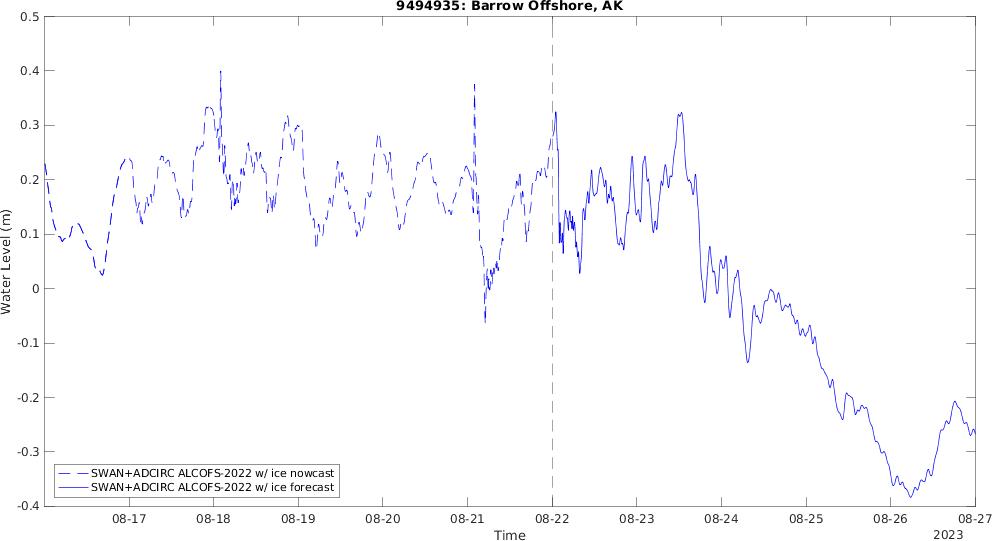 9494935: Barrow Offshore, AK
0.5
0.4
0.3
0.2
0.1
0
-0.1
-0.2
-0.3
-0.4
Water Level (m)
SWAN+ADCIRC ALCOFS-2022 w/ ice nowcast
SWAN+ADCIRC ALCOFS-2022 w/ ice forecast
08-17 08-18 08-19 08-20 08-21 08-22 08-23 08-24 08-25 08-26 08-27
Time
2023